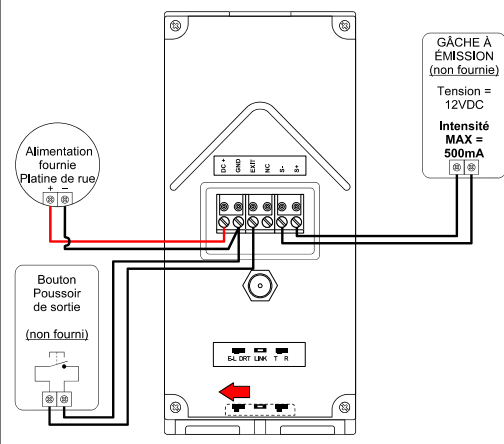 GÂCHE À
ÉMISSION
(non fournie)
Tension =
12VDC
Intensité
MAX =
500mA
Alimentation
fournie
Platine de rue
+ −
DC +
GND
EXIT
NC
S-
S+
Bouton
Poussoir
de sortie
(non fourni)
E-L DRT LINK T R